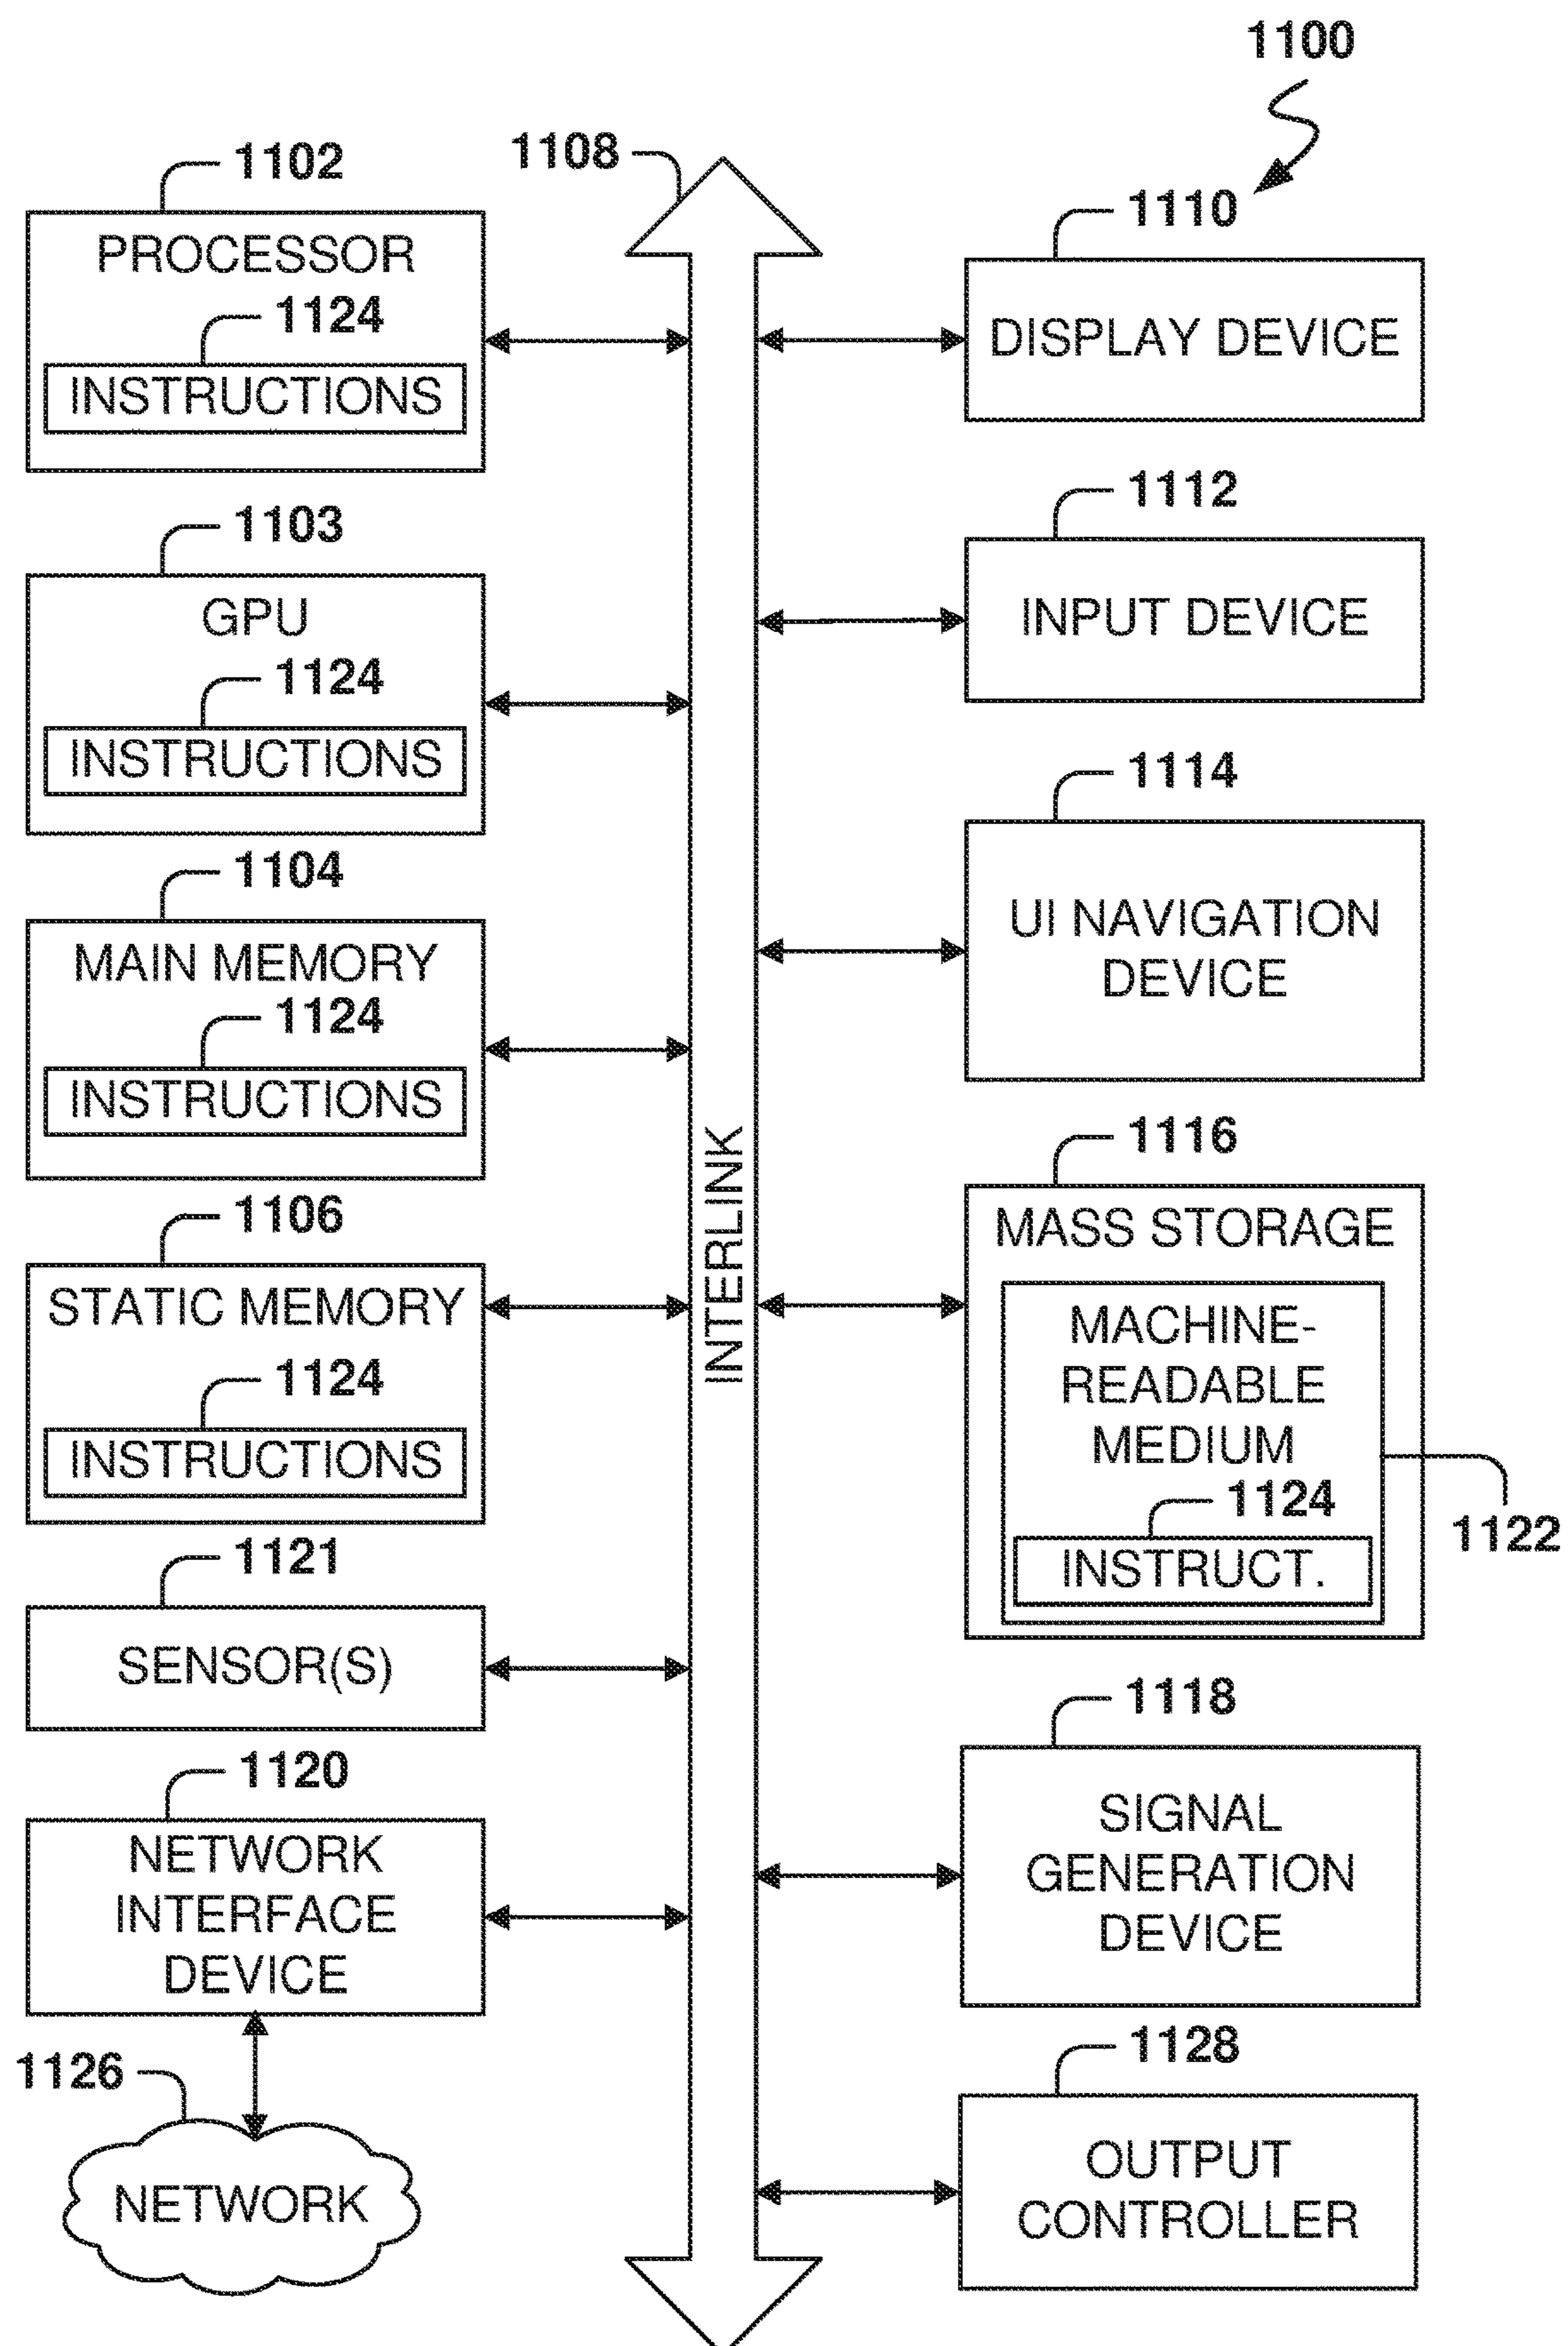 1100
1102
PROCESSOR
1124
INSTRUCTIONS
1103
GPU
1124
INSTRUCTIONS
1104
MAIN MEMORY
1124
INSTRUCTIONS
1106
STATIC MEMORY
1124
INSTRUCTIONS
1121
SENSOR(S)
1120
NETWORK
INTERFACE
DEVICE
1126
NETWORK
1108
INTERLINK
1110
DISPLAY DEVICE
1112
INPUT DEVICE
1114
UI NAVIGATION
DEVICE
1116
MASS STORAGE
MACHINE-
READABLE
MEDIUM
1124
INSTRUCT.
1122
1118
SIGNAL
GENERATION
DEVICE
1128
OUTPUT
CONTROLLER